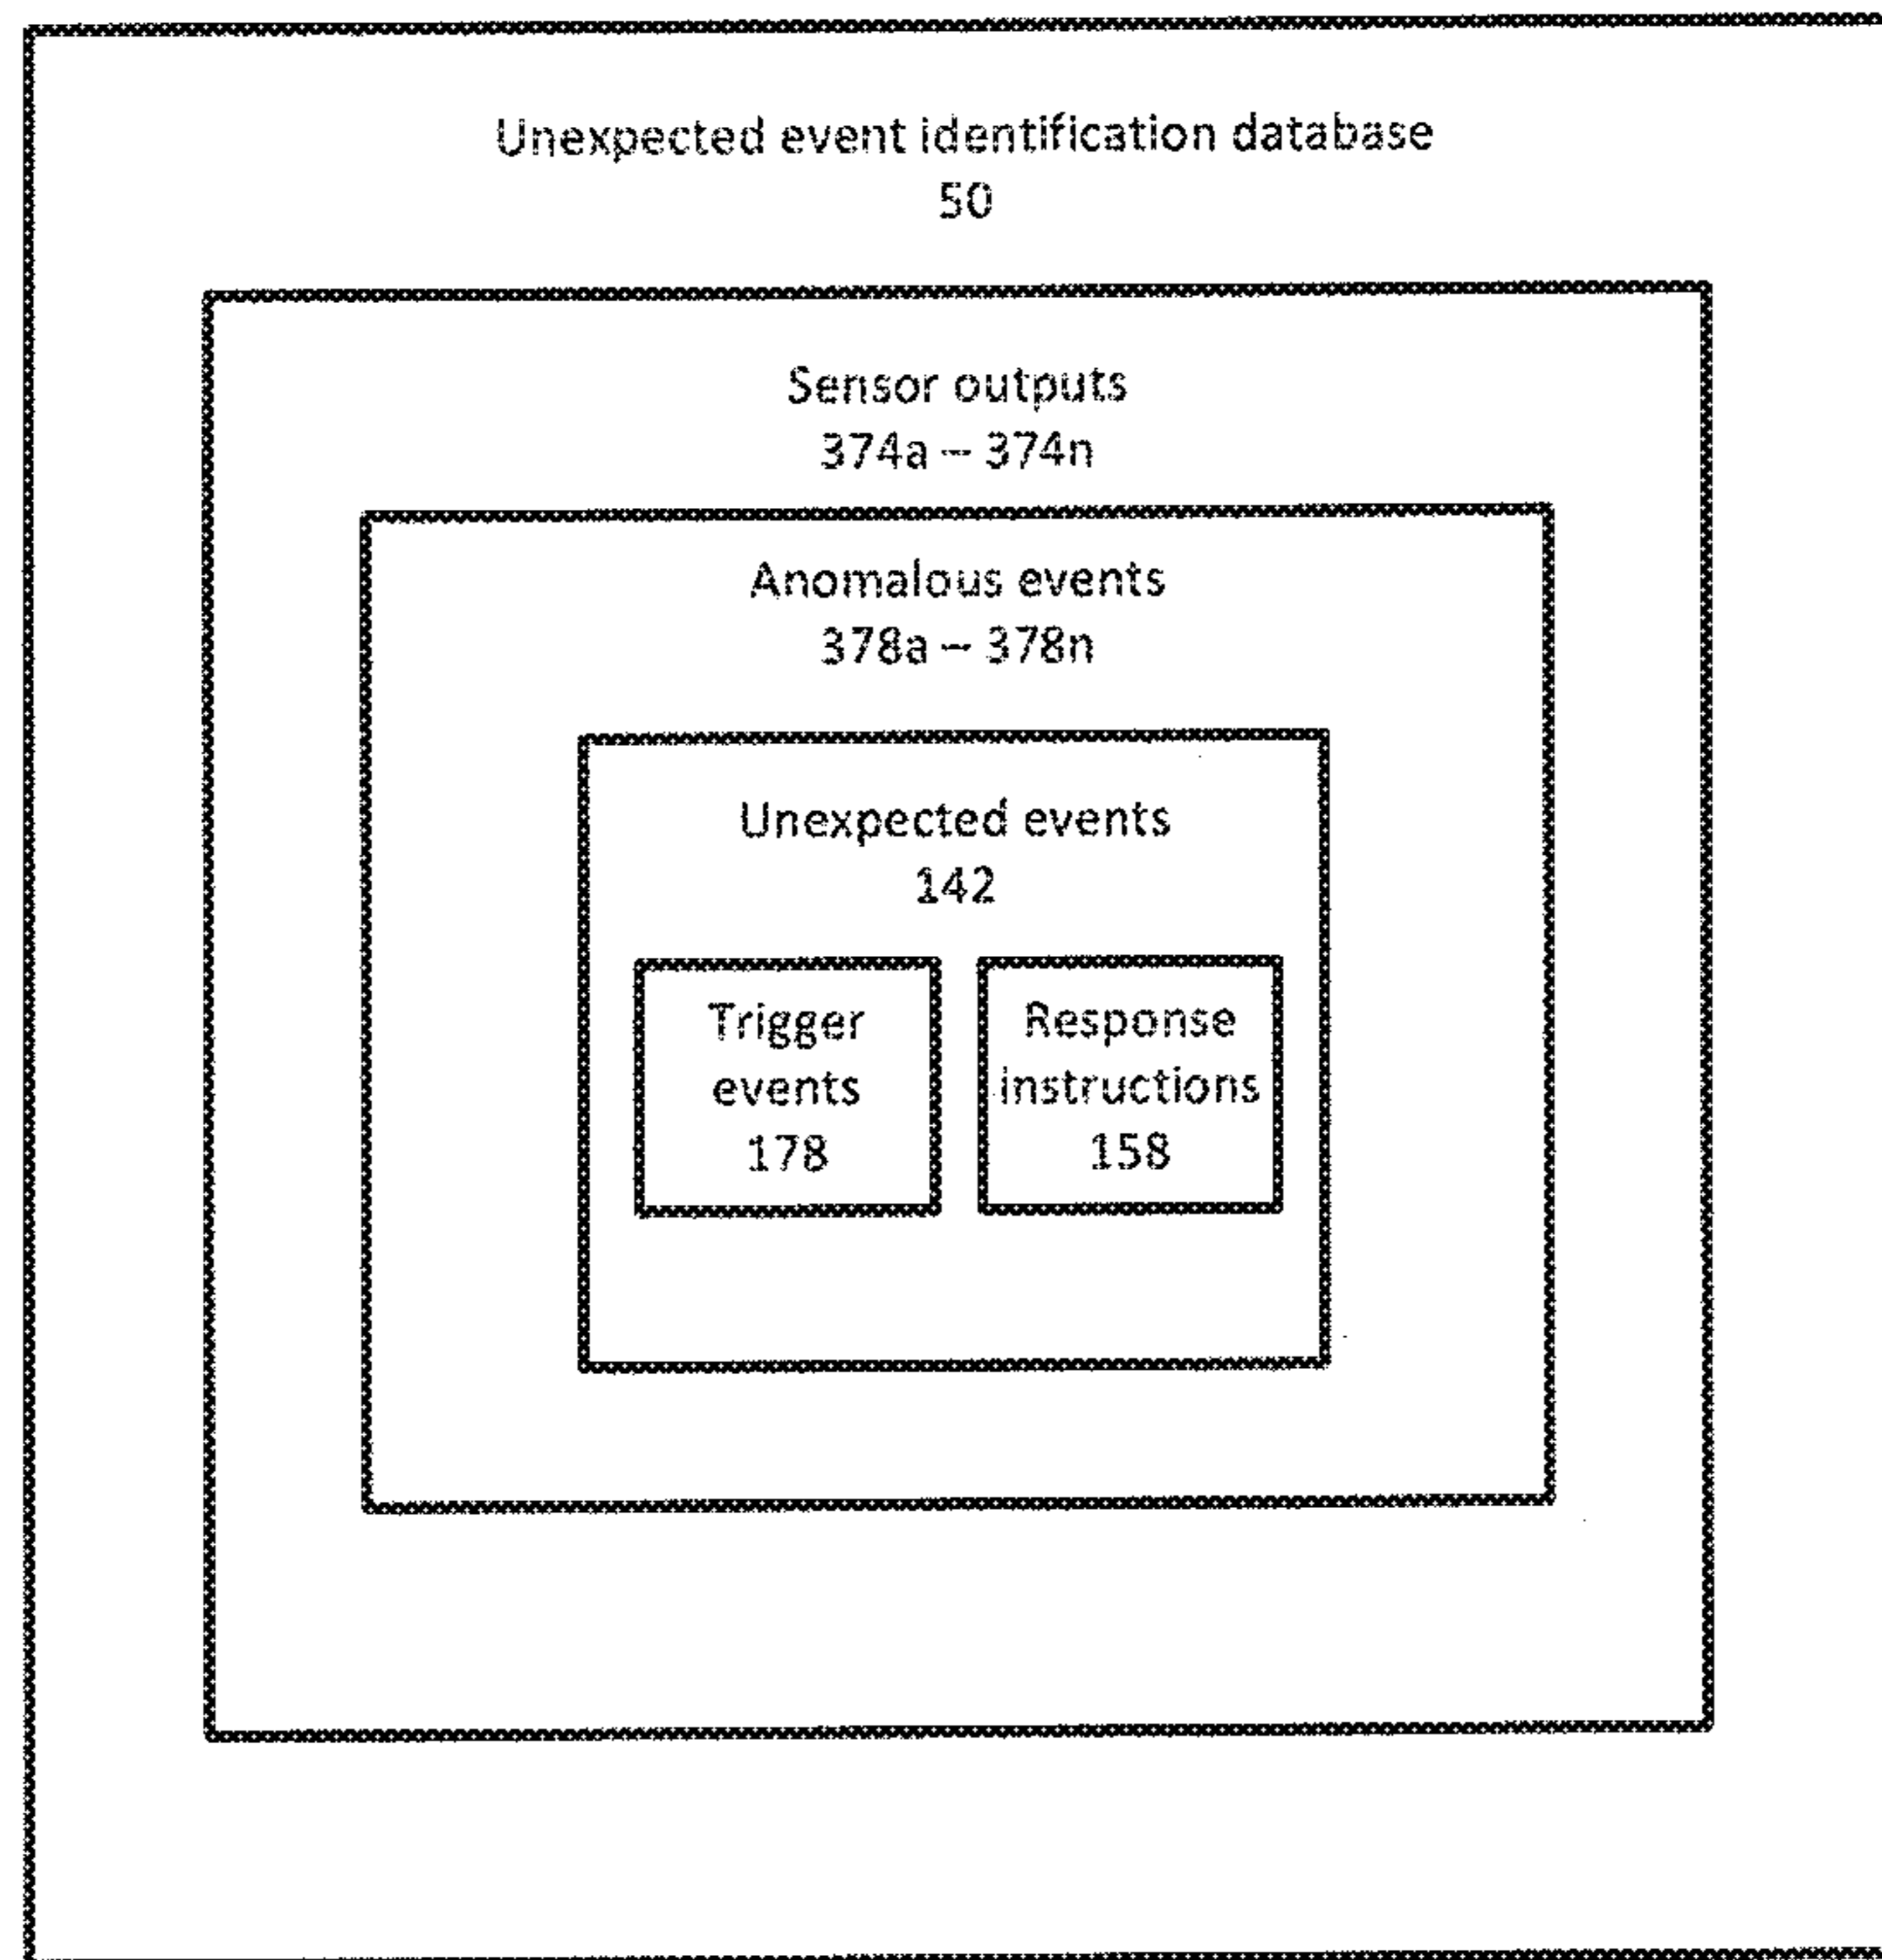 Unexpected event identification database
50
Sensor outputs
374a – 374n
Anomalous events
378a – 378n
Unexpected events
142
Trigger
events
178
Response
instructions
158